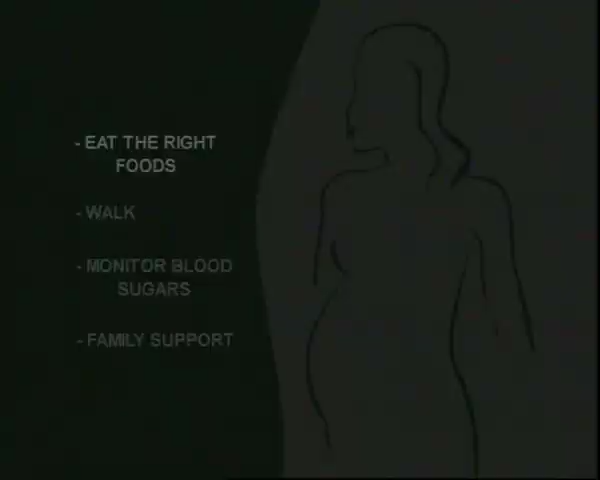 - EAT THE RIGHT
FOODS
- WALK
- MONITOR BLOOD
SUGARS
- FAMILY SUPPORT